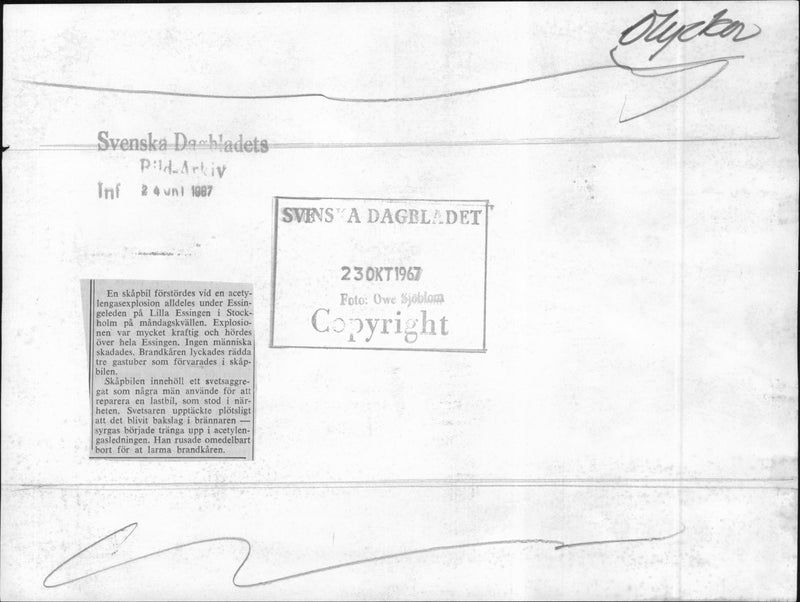 Olyckor
Svenska Dagbladets
Bild-Arkiv
Inf
1967
SVENSKA DAGBLADET
23 OKT 1967
Foto: Owe Sjöblom
Copyright
En skåpbil förstördes vid en acety-
lengasexplosion alldeles under Essin-
geleden på Lilla Essingen i Stock-
holm på måndagskvällen. Explosio-
nen var mycket kraftig och hördes
över hela Essingen. Ingen människa
skadades. Brandkåren lyckades rädda
tre gastuber som förvarades i skåp-
bilen.
Skåpbilen innehöll ett svetsaggre-
gat som några män använde för att
reparera en lastbil, som stod i när-
heten. Svetsaren upptäckte plötsligt
att det blivit bakslag i brännaren —
syrgas började tränga upp i acetylen-
gasledningen. Han rusade omedelbart
bort för at larma brandkåren.